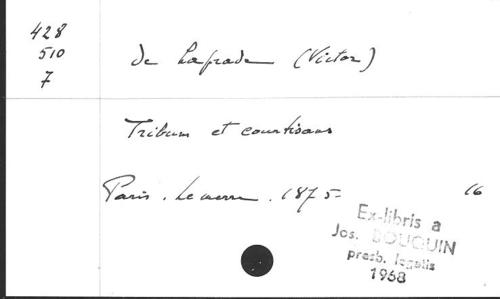 428
510
7
de Laprade (Victor)
Tribuns et courtisans
Paris. Lemerre. 1875- 16
Ex-libris a
Jos. BOUQUIN
presb. legatis
1968